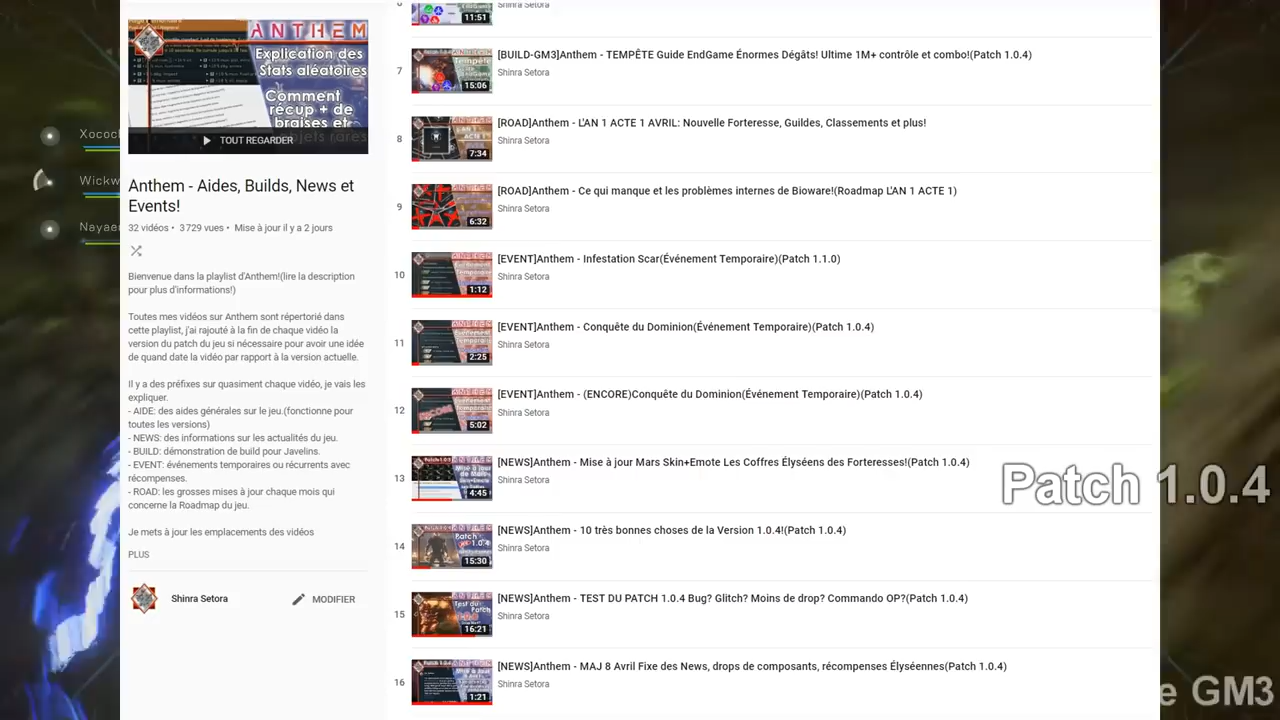 ANTHEM
Explication des
Stats aléatoires
Comment
récup + de
braises et
objets rares
TOUT REGARDER
Anthem - Aides, Builds, News et
Events!
32 vidéos • 3 729 vues • Mise à jour il y a 2 jours
Bienvenue dans la playlist d'Anthem!(lire la description
pour plus d'informations!)
Toutes mes vidéos sur Anthem sont répertorié dans
cette playlist, j'ai rajouté à la fin de chaque vidéo la
version du patch du jeu si nécessaire pour avoir une idée
de quand date la vidéo par rapport à la version actuelle.
Il y a des préfixes sur quasiment chaque vidéo, je vais les
expliquer.
- AIDE: des aides générales sur le jeu.(fonctionne pour
toutes les versions)
- NEWS: des informations sur les actualités du jeu.
- BUILD: démonstration de build pour Javelins.
- EVENT: événements temporaires ou récurrents avec
récompenses.
- ROAD: les grosses mises à jour chaque mois qui
concerne la Roadmap du jeu.
Je mets à jour les emplacements des vidéos
PLUS
Shinra Setora
MODIFIER
Shinra Setora
11:51
7
15:06
[BUILD-GM3]Anthem - Intercepteur EndGame Énormes Dégâts! Ultime 1M+ et 300K+ en Combo!(Patch 1.0.4)
Shinra Setora
8
7:34
[ROAD]Anthem - L'AN 1 ACTE 1 AVRIL: Nouvelle Forteresse, Guildes, Classements et plus!
Shinra Setora
9
6:32
[ROAD]Anthem - Ce qui manque et les problèmes internes de Bioware!(Roadmap L'AN 1 ACTE 1)
Shinra Setora
10
1:12
[EVENT]Anthem - Infestation Scar(Événement Temporaire)(Patch 1.1.0)
Shinra Setora
11
2:25
[EVENT]Anthem - Conquête du Dominion(Événement Temporaire)(Patch 1.0.4)
Shinra Setora
12
5:02
[EVENT]Anthem - (ENCORE)Conquête du Dominion(Événement Temporaire)(Patch 1.0.4)
Shinra Setora
13
4:45
[NEWS]Anthem - Mise à jour Mars Skin+Emote Les Coffres Élyséens des Forteresses!(Patch 1.0.4)
Shinra Setora
14
15:30
[NEWS]Anthem - 10 très bonnes choses de la Version 1.0.4!(Patch 1.0.4)
Shinra Setora
15
16:21
[NEWS]Anthem - TEST DU PATCH 1.0.4 Bug? Glitch? Moins de drop? Commando OP?(Patch 1.0.4)
Shinra Setora
16
1:21
[NEWS]Anthem - MAJ 8 Avril Fixe des News, drops de composants, récompenses Elyséennes(Patch 1.0.4)
Shinra Setora
Patch 1.0.4
e GM3